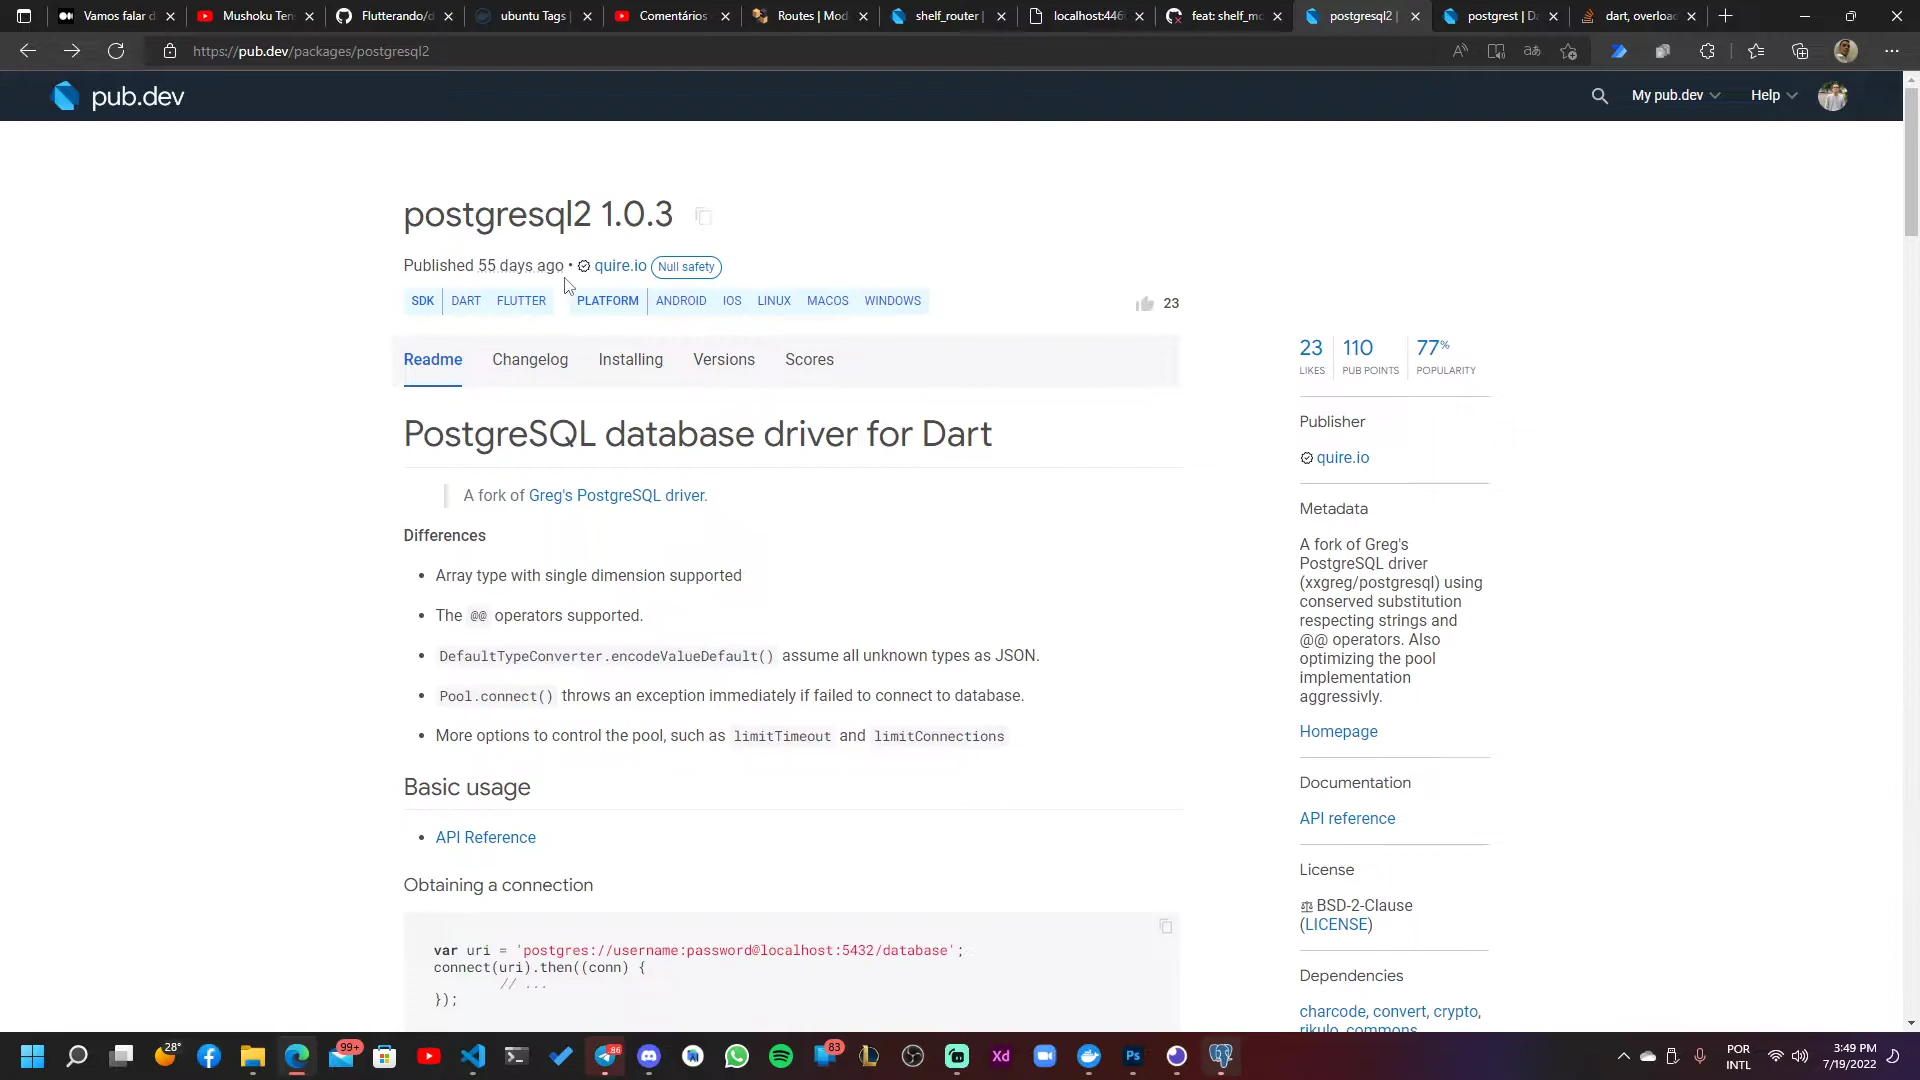 Vamos falar d
Mushoku Ten
Flutterando/d
ubuntu Tags
Comentários
Routes | Mod
shelf_router |
localhost:446
feat: shelf_mo
postgresql2 |
postgrest | Da
dart, overloa
https://pub.dev/packages/postgresql2
pub.dev
My pub.dev
Help
postgresql2 1.0.3
Published 55 days ago • quire.io Null safety
SDK DART FLUTTER PLATFORM ANDROID IOS LINUX MACOS WINDOWS
23
Readme Changelog Installing Versions Scores
PostgreSQL database driver for Dart
A fork of Greg's PostgreSQL driver.
Differences
• Array type with single dimension supported
• The @@ operators supported.
• DefaultTypeConverter.encodeValueDefault() assume all unknown types as JSON.
• Pool.connect() throws an exception immediately if failed to connect to database.
• More options to control the pool, such as limitTimeout and limitConnections
Basic usage
• API Reference
Obtaining a connection
var uri = 'postgres://username:password@localhost:5432/database';
connect(uri).then((conn) {
// ...
});
23 110 77%
LIKES PUB POINTS POPULARITY
Publisher
quire.io
Metadata
A fork of Greg's
PostgreSQL driver
(xxgreg/postgresql) using
conserved substitution
respecting strings and
@@ operators. Also
optimizing the pool
implementation
aggressivly.
Homepage
Documentation
API reference
License
BSD-2-Clause
(LICENSE)
Dependencies
charcode, convert, crypto,
rikulo_commons
28°
99+
86
83
Xd
Ps
POR
INTL
3:49 PM
7/19/2022